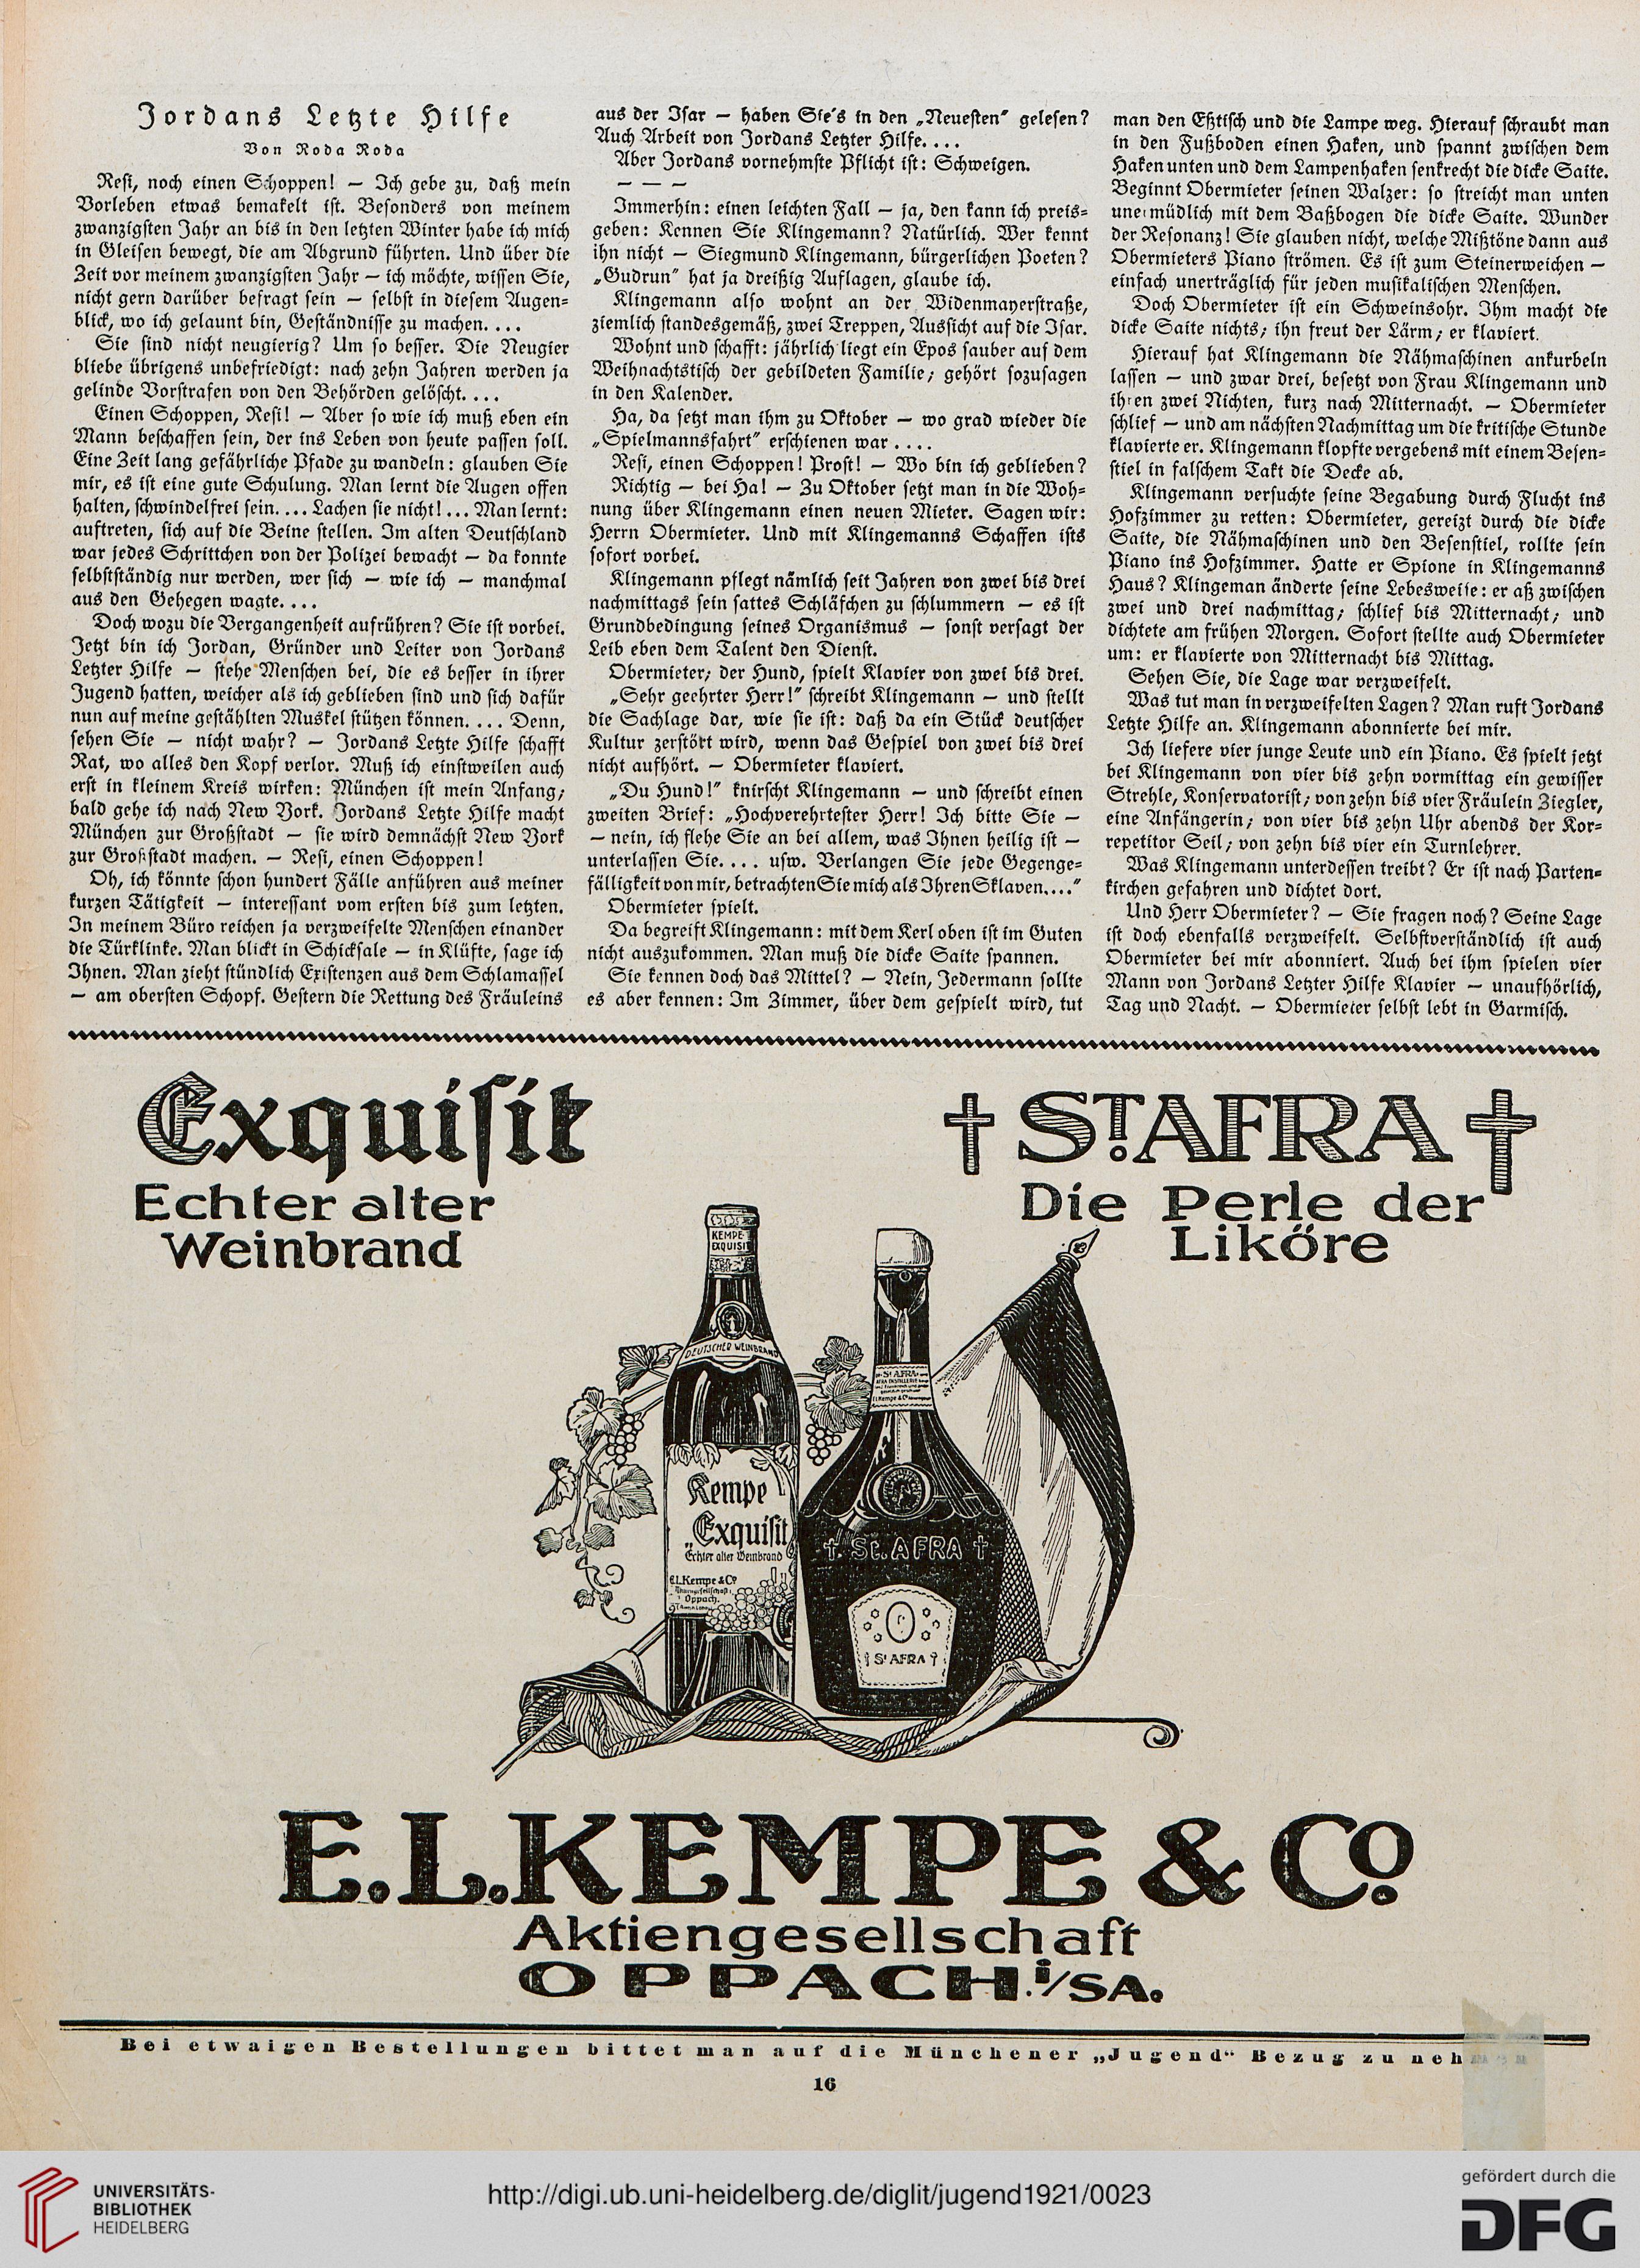 Jordans Letzte Hilfe
Von Roda Roda
Resi, noch einen Schoppen! — Ich gebe zu, daß mein
Vorleben etwas bemakelt ist. Besonders von meinem
zwanzigsten Jahr an bis in den letzten Winter habe ich mich
in Gleisen bewegt, die am Abgrund führten. Und über die
Zeit vor meinem zwanzigsten Jahr — ich möchte, wissen Sie,
nicht gern darüber befragt sein — selbst in diesem Augen-
blick, wo ich gelaunt bin, Geständnisse zu machen....
Sie sind nicht neugierig? Um so besser. Die Neugier
bliebe übrigens unbefriedigt: nach zehn Jahren werden ja
gelinde Vorstrafen von den Behörden gelöscht....
Einen Schoppen, Resi! — Aber so wie ich muß eben ein
Mann beschaffen sein, der ins Leben von heute passen soll.
Eine Zeit lang gefährliche Pfade zu wandeln: glauben Sie
mir, es ist eine gute Schulung. Man lernt die Augen offen
halten, schwindelfrei sein.... Lachen sie nicht!... Man lernt:
auftreten, sich auf die Beine stellen. Im alten Deutschland
war jedes Schrittchen von der Polizei bewacht — da konnte
selbstständig nur werden, wer sich — wie ich — manchmal
aus den Gehegen wagte....
Doch wozu die Vergangenheit aufrühren? Sie ist vorbei.
Jetzt bin ich Jordan, Gründer und Leiter von Jordans
Letzter Hilfe — stehe Menschen bei, die es besser in ihrer
Jugend hatten, weicher als ich geblieben sind und sich dafür
nun auf meine gestählten Muskel stützen können.... Denn,
sehen Sie — nicht wahr? — Jordans Letzte Hilfe schafft
Rat, wo alles den Kopf verlor. Muß ich einstweilen auch
erst in kleinem Kreis wirken: München ist mein Anfang;
bald gehe ich nach New York. Jordans Letzte Hilfe macht
München zur Großstadt — sie wird demnächst New York
zur Großstadt machen. — Resi, einen Schoppen!
Oh, ich könnte schon hundert Fälle anführen aus meiner
kurzen Tätigkeit — interessant vom ersten bis zum letzten.
In meinem Büro reichen ja verzweifelte Menschen einander
die Türklinke. Man blickt in Schicksale — in Klüfte, sage ich
Ihnen. Man zieht stündlich Existenzen aus dem Schlamassel
— am obersten Schopf. Gestern die Rettung des Fräuleins
aus der Isar — haben Sie's in den „Neuesten" gelesen?
Auch Arbeit von Jordans Letzter Hilfe....
Aber Jordans vornehmste Pflicht ist: Schweigen.
— — —
Immerhin: einen leichten Fall — ja, den kann ich preis-
geben: Kennen Sie Klingemann? Natürlich. Wer kennt
ihn nicht — Siegmund Klingemann, bürgerlichen Poeten?
„Gudrun" hat ja dreißig Auflagen, glaube ich.
Klingemann also wohnt an der Widenmayerstraße,
ziemlich standesgemäß, zwei Treppen, Aussicht auf die Isar.
Wohnt und schafft: jährlich liegt ein Epos sauber auf dem
Weihnachtstisch der gebildeten Familie; gehört sozusagen
in den Kalender.
Ha, da setzt man ihm zu Oktober — wo grad wieder die
„Spielmannsfahrt" erschienen war....
Resi, einen Schoppen! Prost! — Wo bin ich geblieben?
Richtig — bei Ha! — Zu Oktober setzt man in die Woh-
nung über Klingemann einen neuen Mieter. Sagen wir:
Herrn Obermieter. Und mit Klingemanns Schaffen ists
sofort vorbei.
Klingemann pflegt nämlich seit Jahren von zwei bis drei
nachmittags sein sattes Schläfchen zu schlummern — es ist
Grundbedingung seines Organismus — sonst versagt der
Leib eben dem Talent den Dienst.
Obermieter; der Hund, spielt Klavier von zwei bis drei.
„Sehr geehrter Herr!" schreibt Klingemann — und stellt
die Sachlage dar, wie sie ist: daß da ein Stück deutscher
Kultur zerstört wird, wenn das Gespiel von zwei bis drei
nicht aufhört. — Obermieter klaviert.
„Du Hund!" knirscht Klingemann — und schreibt einen
zweiten Brief: „Hochverehrtester Herr! Ich bitte Sie —
— nein, ich flehe Sie an bei allem, was Ihnen heilig ist —
unterlassen Sie.... usw. Verlangen Sie jede Gegenge-
fälligkeit von mir, betrachten Sie mich als Ihren Sklaven...."
Obermieter spielt.
Da begreift Klingemann: mit dem Kerl oben ist im Guten
nicht auszukommen. Man muß die dicke Saite spannen.
Sie kennen doch das Mittel? — Nein, Jedermann sollte
es aber kennen: Im Zimmer, über dem gespielt wird, tut
man den Eßtisch und die Lampe weg. Hierauf schraubt man
in den Fußboden einen Haken, und spannt zwischen dem
Haken unten und dem Lampenhaken senkrecht die dicke Saite.
Beginnt Obermieter seinen Walzer: so streicht man unten
unermüdlich mit dem Baßbogen die dicke Saite. Wunder
der Resonanz! Sie glauben nicht, welche Mißtöne dann aus
Obermieters Piano strömen. Es ist zum Steinerweichen —
einfach unerträglich für jeden musikalischen Menschen.
Doch Obermieter ist ein Schweinsohr. Ihm macht die
dicke Saite nichts; ihn freut der Lärm; er klaviert.
Hierauf hat Klingemann die Nähmaschinen ankurbeln
lassen — und zwar drei, besetzt von Frau Klingemann und
ihren zwei Nichten, kurz nach Mitternacht. — Obermieter
schlief — und am nächsten Nachmittag um die kritische Stunde
klavierte er. Klingemann klopfte vergebens mit einem Besen-
stiel in falschem Takt die Decke ab.
Klingemann versuchte seine Begabung durch Flucht ins
Hofzimmer zu retten: Obermieter, gereizt durch die dicke
Saite, die Nähmaschinen und den Besenstiel, rollte sein
Piano ins Hofzimmer. Hatte er Spione in Klingemanns
Haus? Klingeman änderte seine Lebesweise: er aß zwischen
zwei und drei nachmittag; schlief bis Mitternacht; und
dichtete am frühen Morgen. Sofort stellte auch Obermieter
um: er klavierte von Mitternacht bis Mittag.
Sehen Sie, die Lage war verzweifelt.
Was tut man in verzweifelten Lagen? Man ruft Jordans
Letzte Hilfe an. Klingemann abonnierte bei mir.
Ich liefere vier junge Leute und ein Piano. Es spielt jetzt
bei Klingemann von vier bis zehn vormittag ein gewisser
Strehle, Konservatorist; von zehn bis vier Fräulein Ziegler,
eine Anfängerin; von vier bis zehn Uhr abends der Kor-
repetitor Seil; von zehn bis vier ein Turnlehrer.
Was Klingemann unterdessen treibt? Er ist nach Parten-
kirchen gefahren und dichtet dort.
Und Herr Obermieter? — Sie fragen noch? Seine Lage
ist doch ebenfalls verzweifelt. Selbstverständlich ist auch
Obermieter bei mir abonniert. Auch bei ihm spielen vier
Mann von Jordans Letzter Hilfe Klavier — unaufhörlich,
Tag und Nacht. — Obermieter selbst lebt in Garmisch.
Exquisit
Echter alter
Weinbrand
† ST. AFRA †
Die Perle der
Liköre
KEMPE
EXQUISIT
DEUTSCHER WEINBRAND
Kempe
„Exquisit
Echter alter Weinbrand
E.L.Kempe & Co
Oppach.
ST AFRA
† St. AFRA †
† St AFRA †
E.L.KEMPE & Co.
Aktiengesellschaft
OPPACH i/SA.
Bei etwaigen Bestellungen bittet man auf die Münchener „Jugend" Bezug zu nehmen
16
UNIVERSITÄTS-
BIBLIOTHEK
HEIDELBERG
http://digi.ub.uni-heidelberg.de/diglit/jugend1921/0023
gefördert durch die
DFG